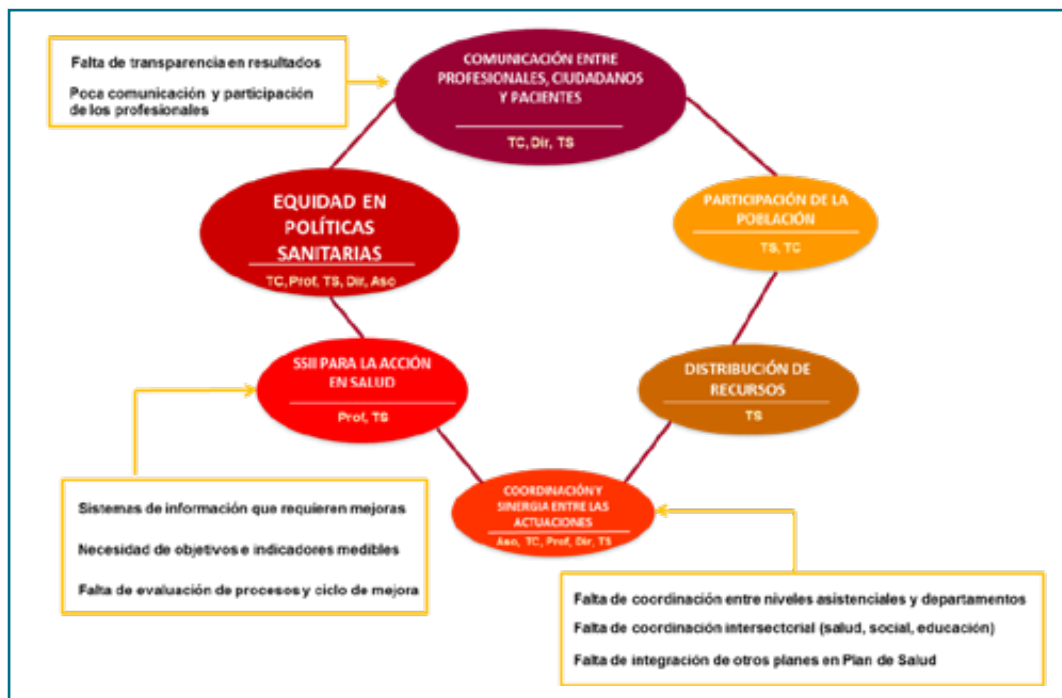 Falta de transparencia en resultados
Poca comunicación y participación
de los profesionales
COMUNICACIÓN ENTRE
PROFESIONALES, CIUDADANOS
Y PACIENTES
TC, Dir, TS
EQUIDAD EN
POLÍTICAS
SANITARIAS
TC, Prof, TS, Dir, Aso
PARTICIPACIÓN DE LA
POBLACIÓN
TS, TC
SSII PARA LA ACCIÓN
EN SALUD
Prof, TS
DISTRIBUCIÓN DE
RECURSOS
TS
COORDINACIÓN Y
SINERGIA ENTRE LAS
ACTUACIONES
Aso, TC, Prof, Dir, TS
Sistemas de información que requieren mejoras
Necesidad de objetivos e indicadores medibles
Falta de evaluación de procesos y ciclo de mejora
Falta de coordinación entre niveles asistenciales y departamentos
Falta de coordinación intersectorial (salud, social, educación)
Falta de integración de otros planes en Plan de Salud